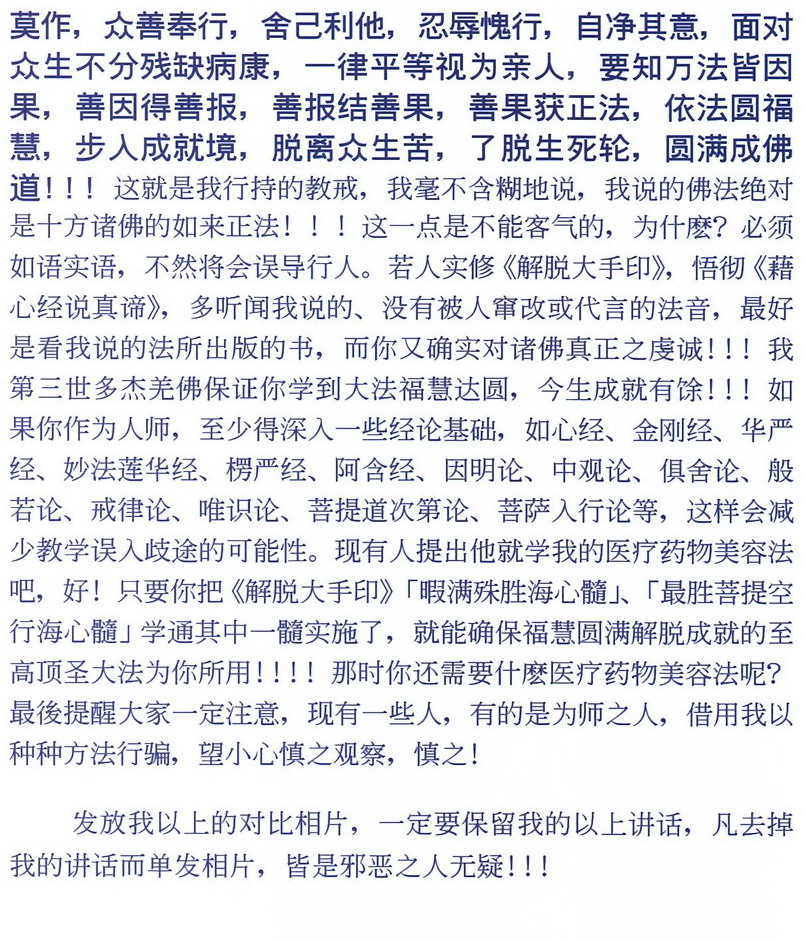 莫作，众善奉行，舍己利他，忍辱愧行，自净其意，面对
众生不分残缺病康，一律平等视为亲人，要知万法皆因
果，善因得善报，善报结善果，善果获正法，依法圆福
慧，步入成就境，脱离众生苦，了脱生死轮，圆满成佛
道！！！这就是我行持的教戒，我毫不含糊地说，我说的佛法绝对
是十方诸佛的如来正法！！！这一点是不能客气的，为什麽？必须
如语实语，不然将会误导行人。若人实修《解脱大手印》，悟彻《藉
心经说真谛》，多听闻我说的、没有被人窜改或代言的法音，最好
是看我说的法所出版的书，而你又确实对诸佛真正之虔诚！！！我
第三世多杰羌佛保证你学到大法福慧达圆，今生成就有馀！！！如
果你作为人师，至少得深入一些经论基础，如心经、金刚经、华严
经、妙法莲华经、楞严经、阿含经、因明论、中观论、俱舍论、般
若论、戒律论、唯识论、菩提道次第论、菩萨入行论等，这样会减
少教学误入歧途的可能性。现有人提出他就学我的医疗药物美容法
吧，好！只要你把《解脱大手印》「暇满殊胜海心髓」、「最胜菩提空
行海心髓」学通其中一髓实施了，就能确保福慧圆满解脱成就的至
高顶圣大法为你所用！！！！那时你还需要什麽医疗药物美容法呢？
最後提醒大家一定注意，现有一些人，有的是为师之人，借用我以
种种方法行骗，望小心慎之观察，慎之！
发放我以上的对比相片，一定要保留我的以上讲话，凡去掉
我的讲话而单发相片，皆是邪恶之人无疑！！！